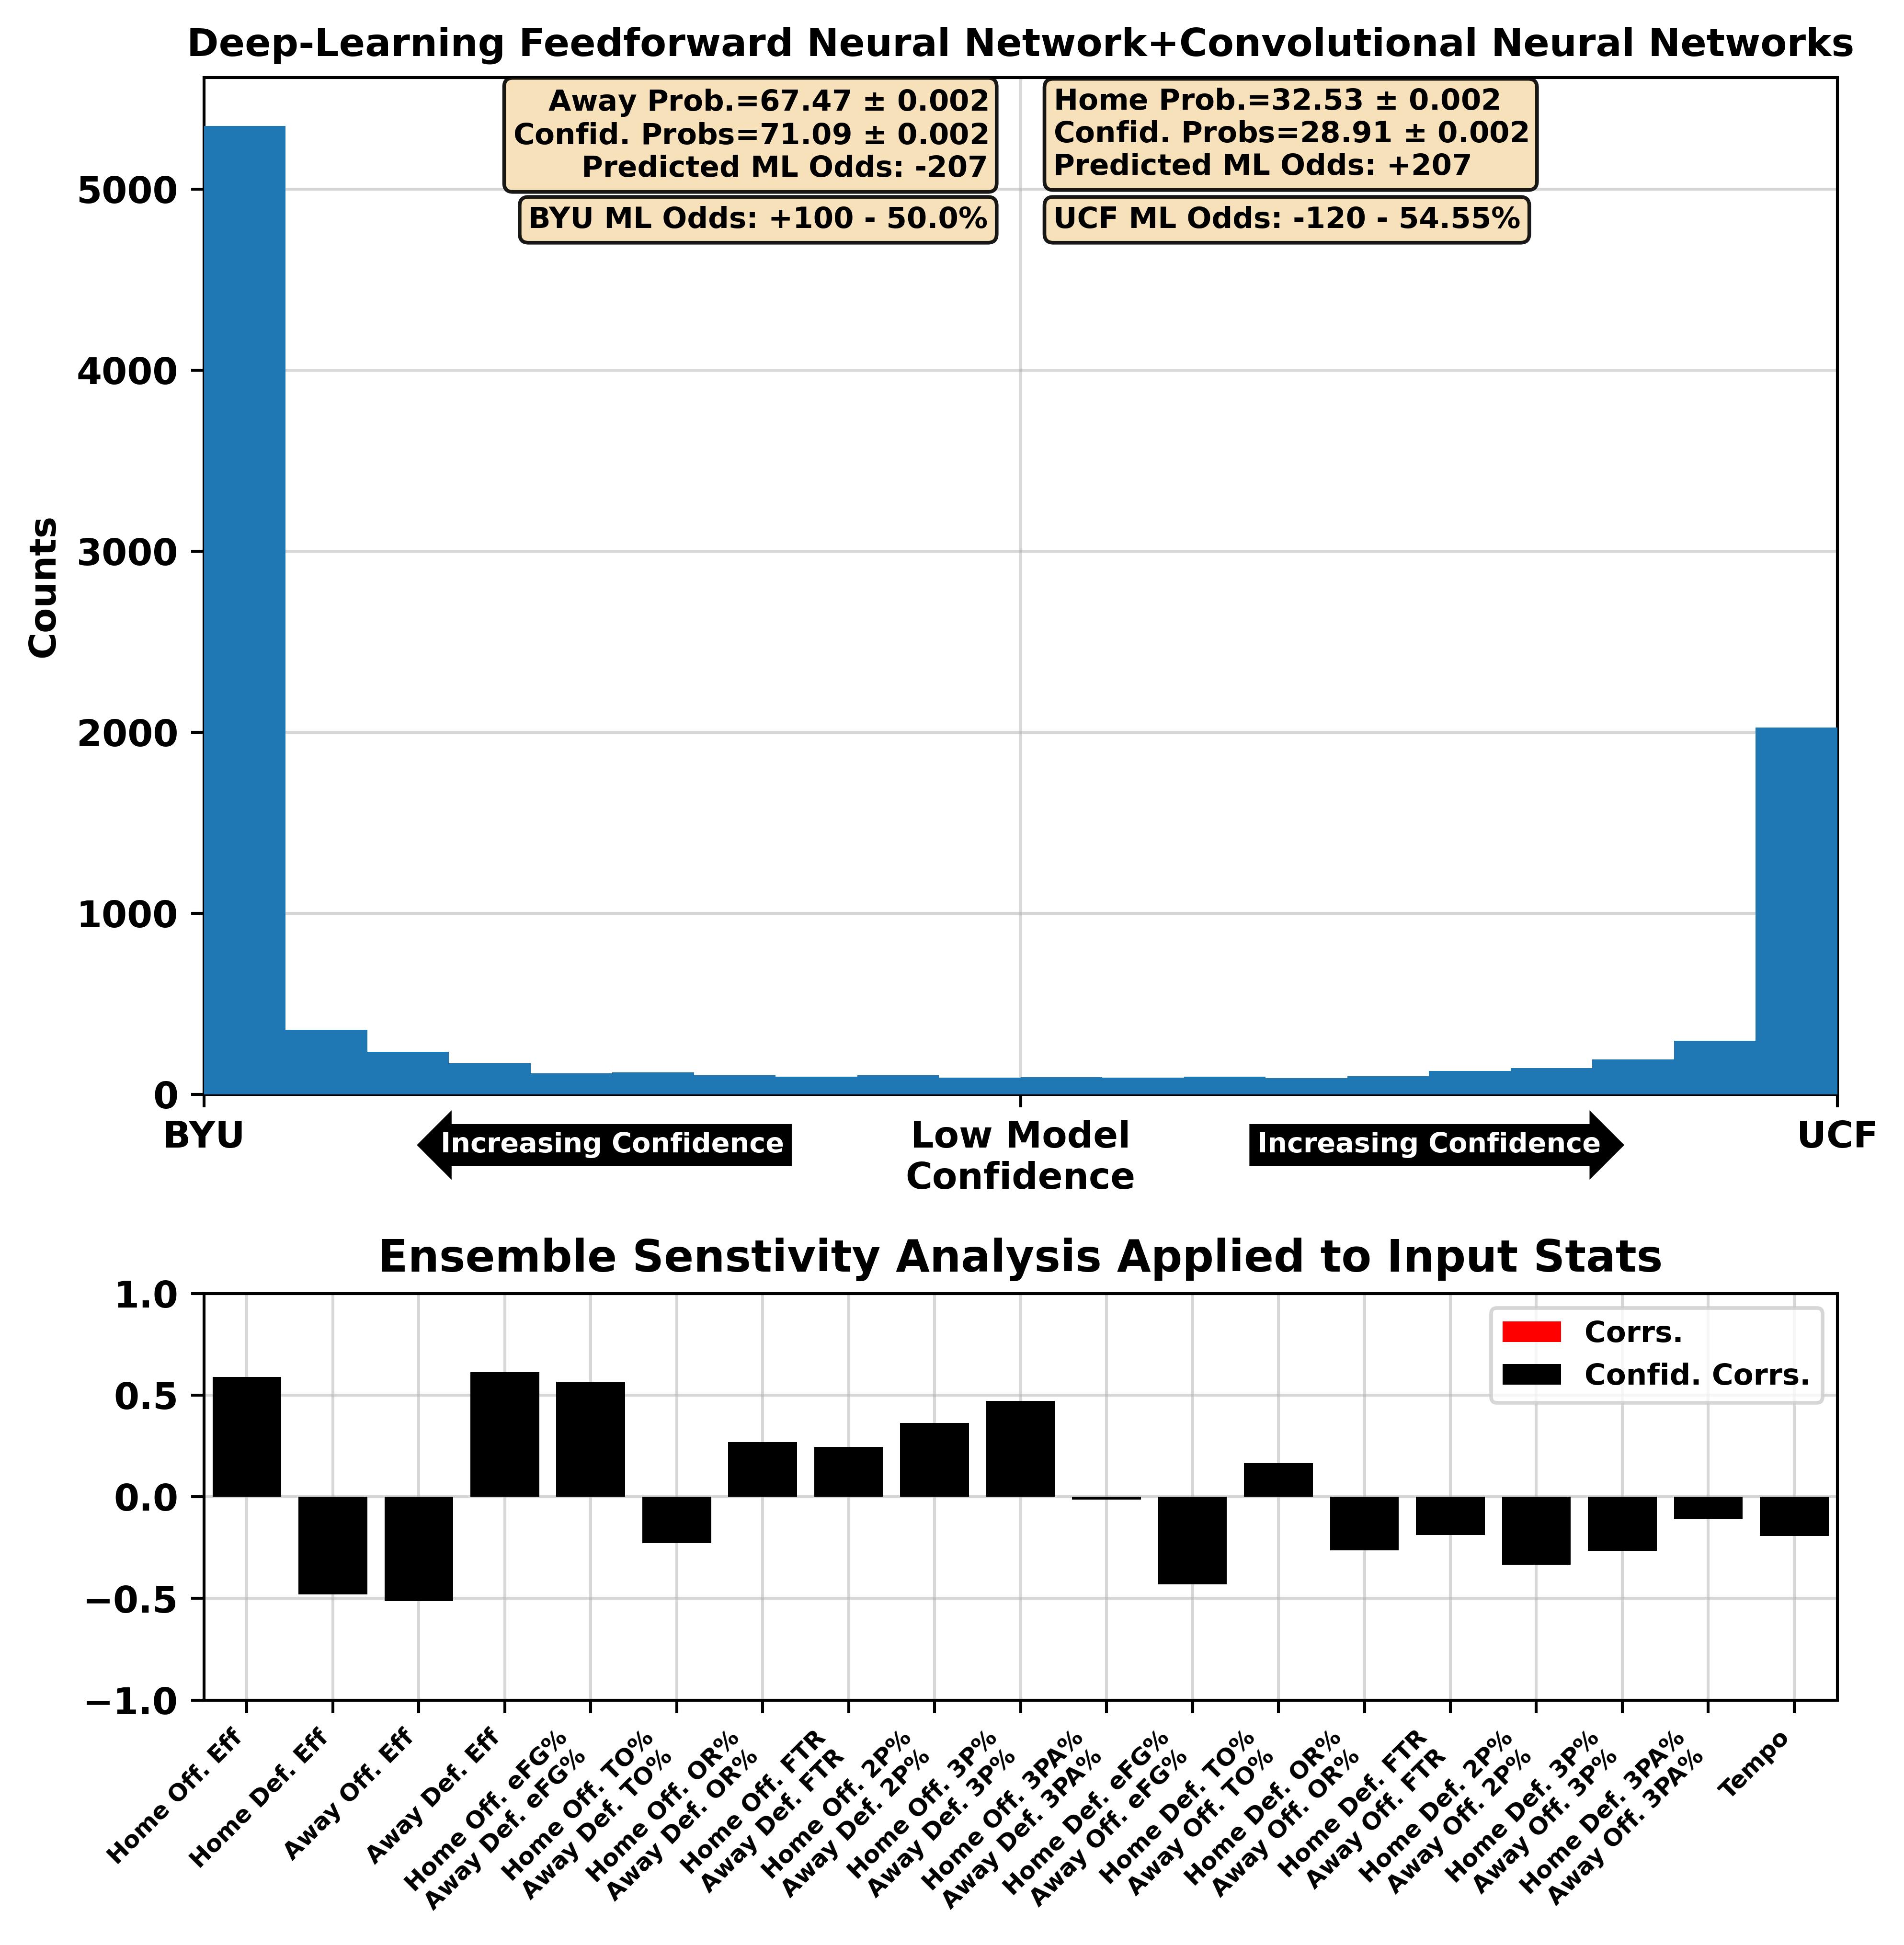 Deep-Learning Feedforward Neural Network+Convolutional Neural Networks
Away Prob.=67.47 ± 0.002
Confid. Probs=71.09 ± 0.002
Predicted ML Odds: -207
BYU ML Odds: +100 - 50.0%
Home Prob.=32.53 ± 0.002
Confid. Probs=28.91 ± 0.002
Predicted ML Odds: +207
UCF ML Odds: -120 - 54.55%
Counts
5000
4000
3000
2000
1000
0
BYU
Increasing Confidence
Low Model
Confidence
Increasing Confidence
UCF
Ensemble Senstivity Analysis Applied to Input Stats
1.0
0.5
0.0
−0.5
−1.0
Corrs.
Confid. Corrs.
Home Off. Eff
Home Def. Eff
Away Off. Eff
Away Def. Eff
Home Off. eFG%
Away Def. eFG%
Home Off. TO%
Away Def. TO%
Home Off. OR%
Away Def. OR%
Home Off. FTR
Away Def. FTR
Home Off. 2P%
Away Def. 2P%
Home Off. 3P%
Away Def. 3P%
Home Off. 3PA%
Away Def. 3PA%
Home Def. eFG%
Away Off. eFG%
Home Def. TO%
Away Off. TO%
Home Def. OR%
Away Off. OR%
Home Def. FTR
Away Off. FTR
Home Def. 2P%
Away Off. 2P%
Home Def. 3P%
Away Off. 3P%
Home Def. 3PA%
Away Off. 3PA%
Tempo